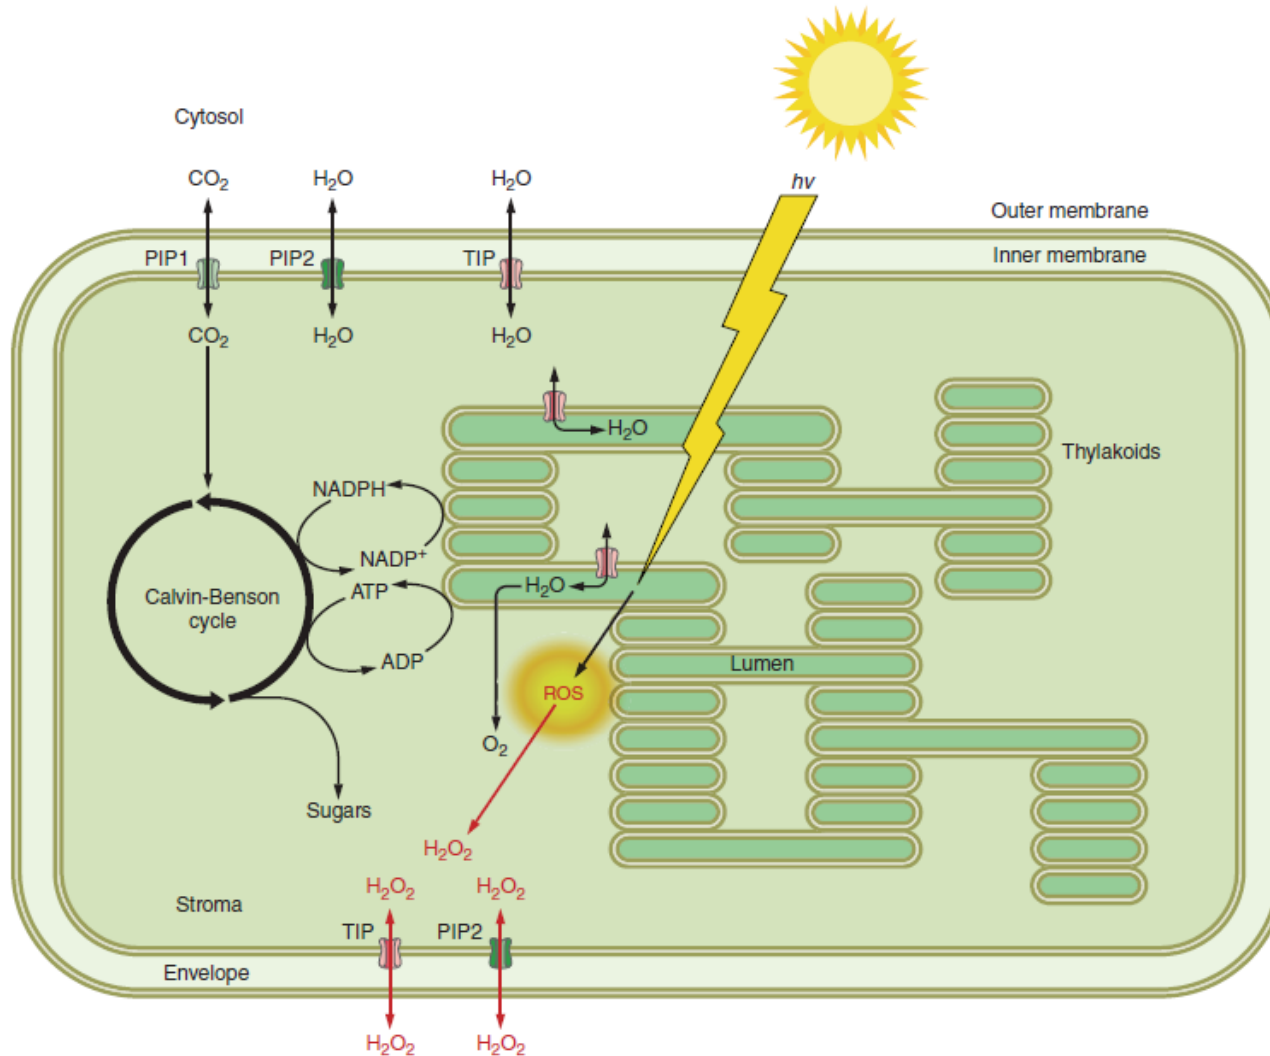 Cytosol
hν
CO₂ H₂O H₂O
Outer membrane
PIP1 PIP2 TIP
Inner membrane
CO₂ H₂O H₂O
H₂O
Thylakoids
NADPH
NADP⁺
ATP
H₂O
Calvin-Benson
cycle
ADP
Lumen
ROS
O₂
Sugars
H₂O₂
H₂O₂ H₂O₂
Stroma
TIP PIP2
Envelope
H₂O₂ H₂O₂